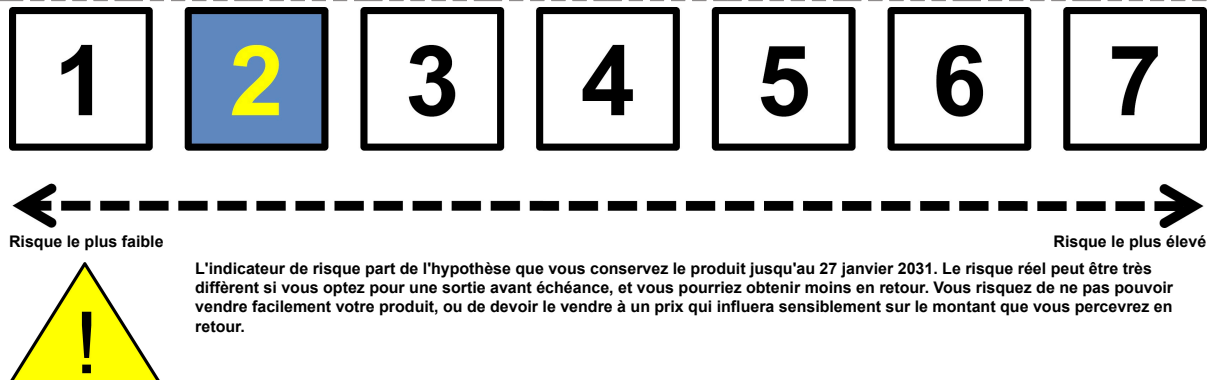 1 2 3 4 5 6 7
Risque le plus faible Risque le plus élevé
L'indicateur de risque part de l'hypothèse que vous conservez le produit jusqu'au 27 janvier 2031. Le risque réel peut être très
diffèrent si vous optez pour une sortie avant échéance, et vous pourriez obtenir moins en retour. Vous risquez de ne pas pouvoir
vendre facilement votre produit, ou de devoir le vendre à un prix qui influera sensiblement sur le montant que vous percevrez en
retour.
!